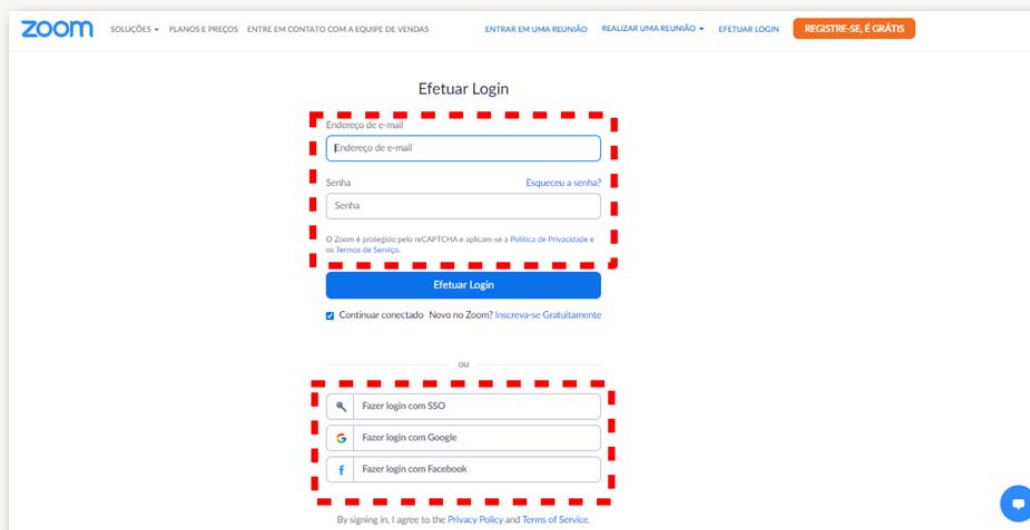 zoom SOLUÇÕES PLANOS E PREÇOS ENTRE EM CONTATO COM A EQUIPE DE VENDAS ENTRAR EM UMA REUNIÃO REALIZAR UMA REUNIÃO EFETUAR LOGIN REGISTRE-SE, É GRÁTIS
Efetuar Login
Endereço de e-mail
Endereço de e-mail
Senha Esqueceu a senha?
Senha
O Zoom é protegido pelo reCAPTCHA e aplicam-se a Política de Privacidade e
os Termos de Serviço.
Efetuar Login
Continuar conectado Novo no Zoom? Inscreva-se Gratuitamente
ou
Fazer login com SSO
Fazer login com Google
Fazer login com Facebook
By signing in, I agree to the Privacy Policy and Terms of Service.